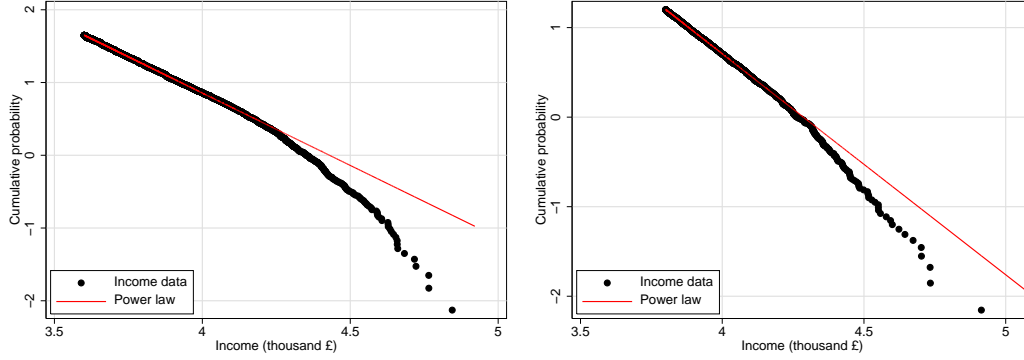 2
1
0
−1
−2
Cumulative probability
3.5 4 4.5 5
Income (thousand £)
Income data
Power law
1
0
−1
−2
Cumulative probability
3.5 4 4.5 5
Income (thousand £)
Income data
Power law